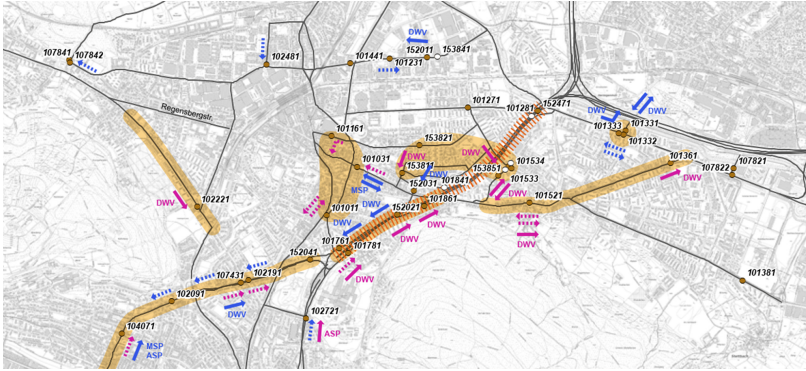 DWV
107841
107842
102481
101441
152011
153841
101231
Regensbergstr.
101271
101281
152471
DWV
DWV
101161
153821
101333
101331
101332
101031
DWV
153811
DWV
DWV
153851
101534
101533
101361
107822
107821
MSP
152031
101841
DWV
101861
DWV
101521
DWV
102221
101011
DWV
152021
DWV
DWV
DWV
101761
101781
152041
107431
102191
101381
102091
DWV
104071
102721
ASP
MSP
ASP